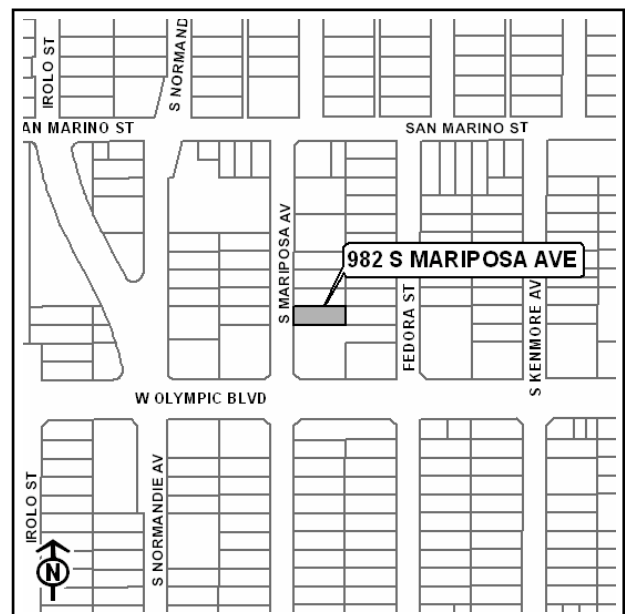 IROLO ST
S NORMAND
AN MARINO ST
SAN MARINO ST
S MARIPOSA AV
982 S MARIPOSA AVE
FEDORA ST
S KENMORE AV
W OLYMPIC BLVD
IROLO ST
S NORMANDIE AV
N